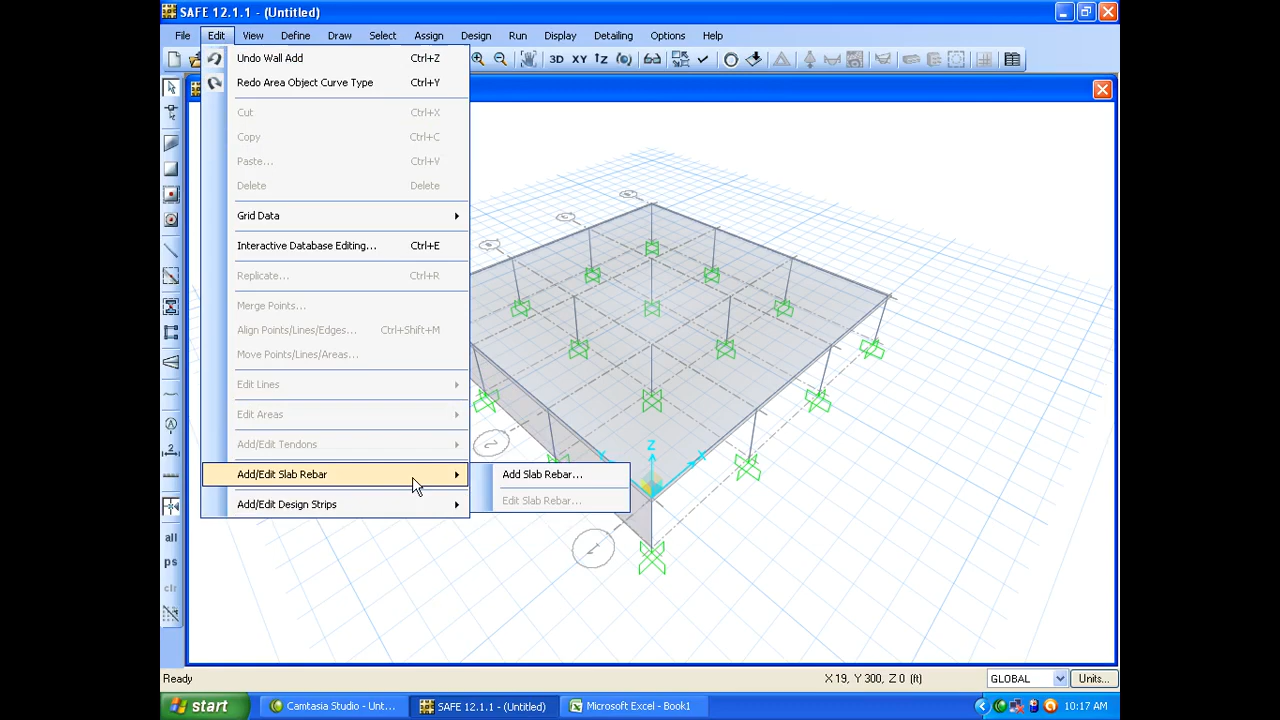 SAFE 12.1.1 - (Untitled)
File Edit View Define Draw Select Assign Design Run Display Detailing Options Help
Undo Wall Add Ctrl+Z
Redo Area Object Curve Type Ctrl+Y
3D XY
Cut Ctrl+X
Copy Ctrl+C
Paste... Ctrl+V
Delete Delete
Grid Data
Interactive Database Editing... Ctrl+E
Replicate... Ctrl+R
Merge Points...
Align Points/Lines/Edges... Ctrl+Shift+M
Move Points/Lines/Areas...
Edit Lines
Edit Areas
Add/Edit Tendons
Add/Edit Slab Rebar
Add Slab Rebar...
Edit Slab Rebar...
Add/Edit Design Strips
C
2
Z
X
1
all
ps
clr
Ready
X 19, Y 300, Z 0 (ft)
GLOBAL
Units...
start
Camtasia Studio - Unt...
SAFE 12.1.1 - (Untitled)
Microsoft Excel - Book1
10:17 AM